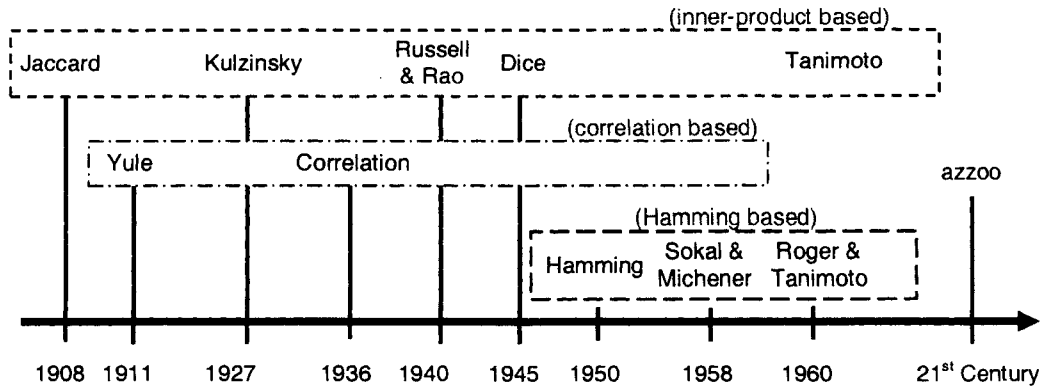 (inner-product based)
Jaccard Kulzinsky Russell & Rao Dice Tanimoto
(correlation based)
Yule Correlation
azzoo
(Hamming based)
Hamming Sokal & Michener Roger & Tanimoto
1908 1911 1927 1936 1940 1945 1950 1958 1960 21st Century